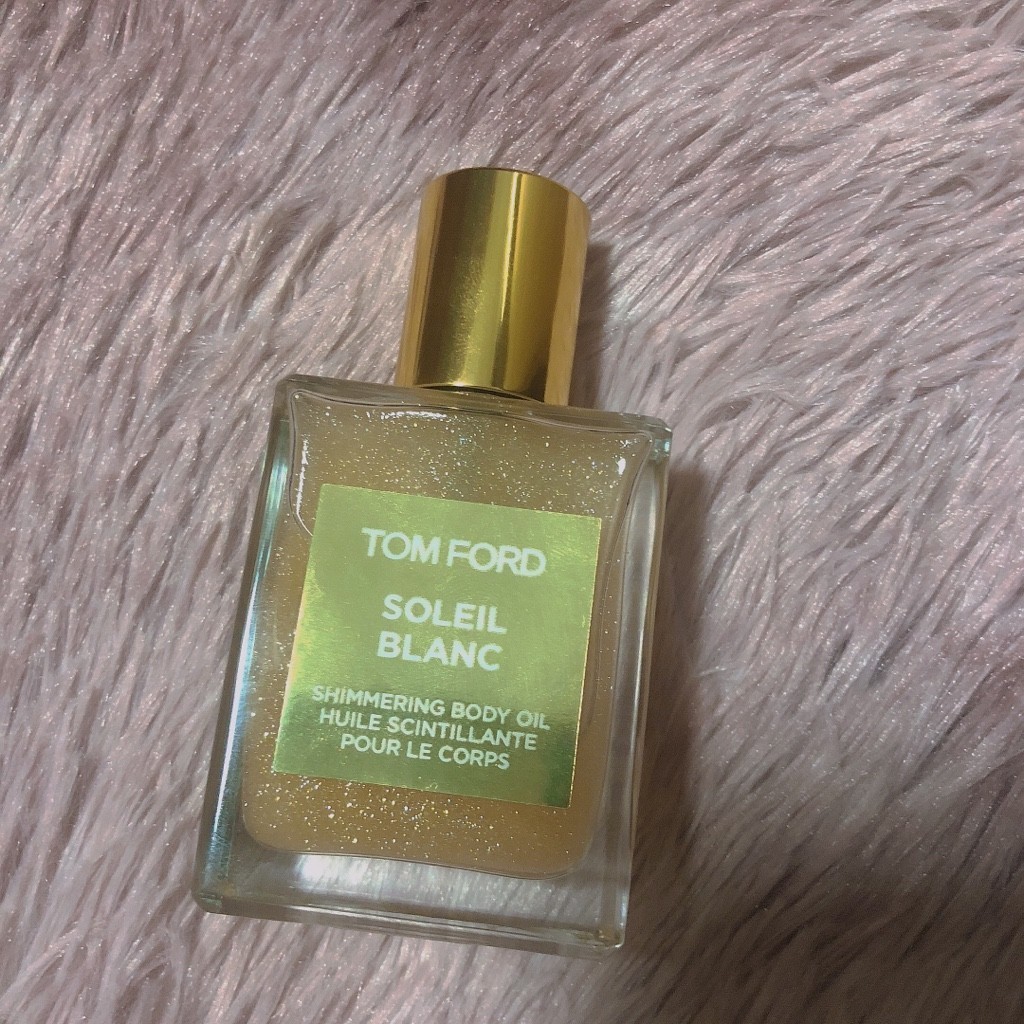 TOM FORD
SOLEIL
BLANC
SHIMMERING BODY OIL
HUILE SCINTILLANTE
POUR LE CORPS